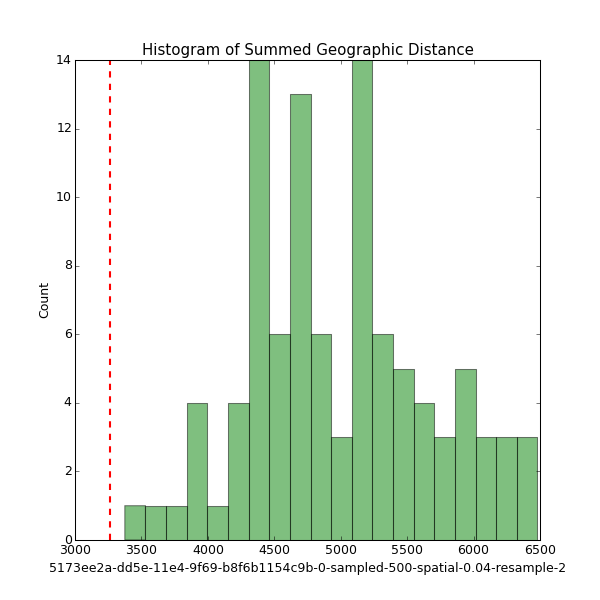 Histogram of Summed Geographic Distance
14
12
10
8
6
4
2
0
Count
3000 3500 4000 4500 5000 5500 6000 6500
5173ee2a-dd5e-11e4-9f69-b8f6b1154c9b-0-sampled-500-spatial-0.04-resample-2